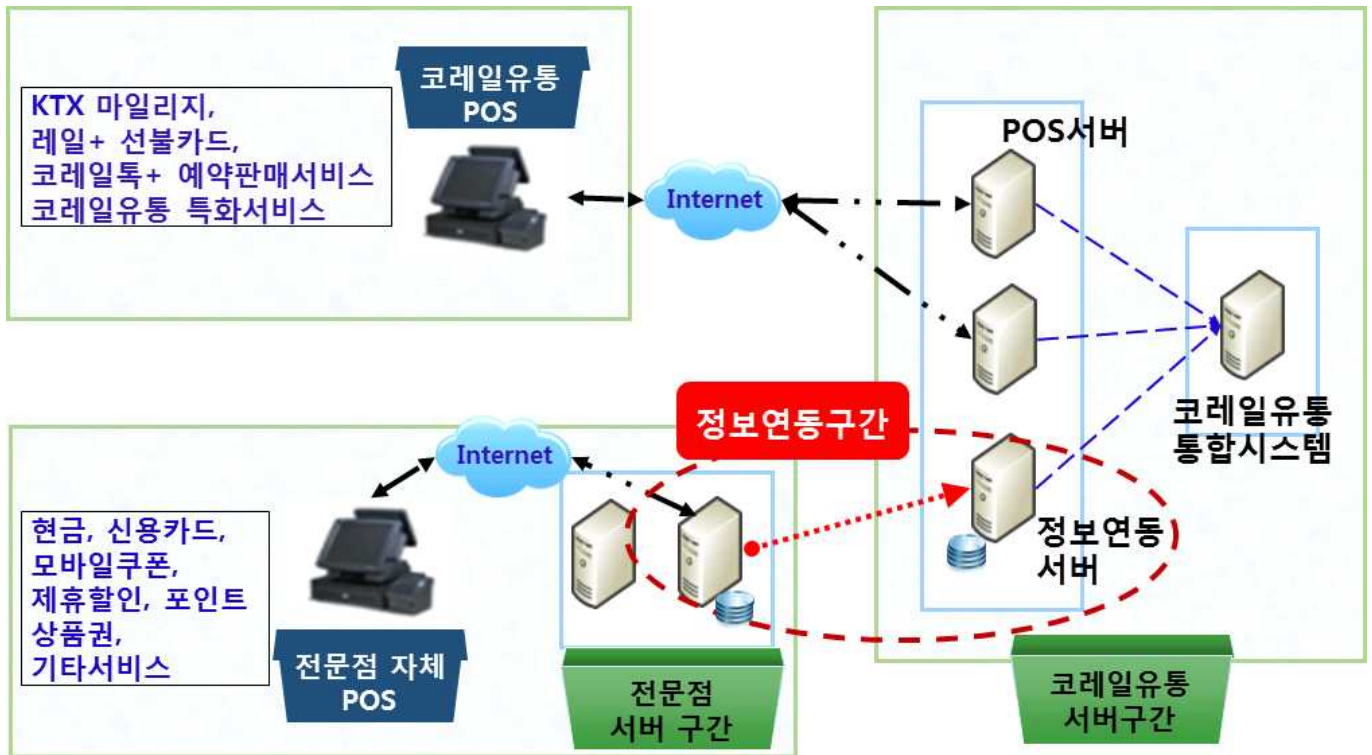 코레일유통
POS
KTX 마일리지,
레일+ 선불카드,
코레일톡+ 예약판매서비스
코레일유통 특화서비스
Internet
POS서버
코레일유통
통합시스템
정보연동구간
Internet
정보연동
서버
현금, 신용카드,
모바일쿠폰,
제휴할인, 포인트
상품권,
기타서비스
전문점 자체
POS
전문점
서버 구간
코레일유통
서버구간